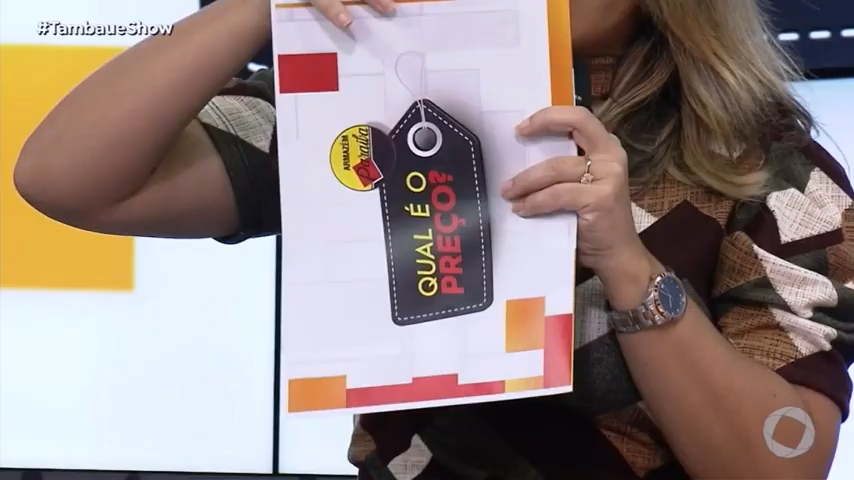 #TambaueShow
ARMAZÉM
Paraíba
QUAL É O
PREÇO?